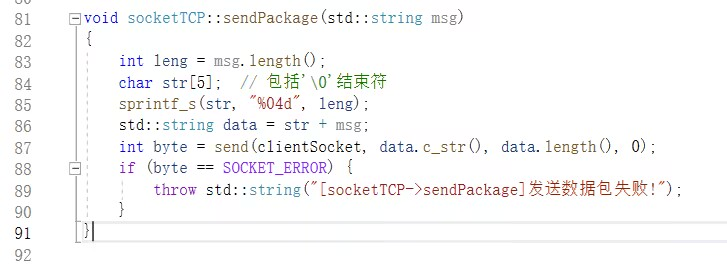 81 void socketTCP::sendPackage(std::string msg)
82 {
83 int leng = msg.length();
84 char str[5]; // 包括'\0'结束符
85 sprintf_s(str, "%04d", leng);
86 std::string data = str + msg;
87 int byte = send(clientSocket, data.c_str(), data.length(), 0);
88 if (byte == SOCKET_ERROR) {
89 throw std::string("[socketTCP->sendPackage]发送数据包失败!");
90 }
91 }
92